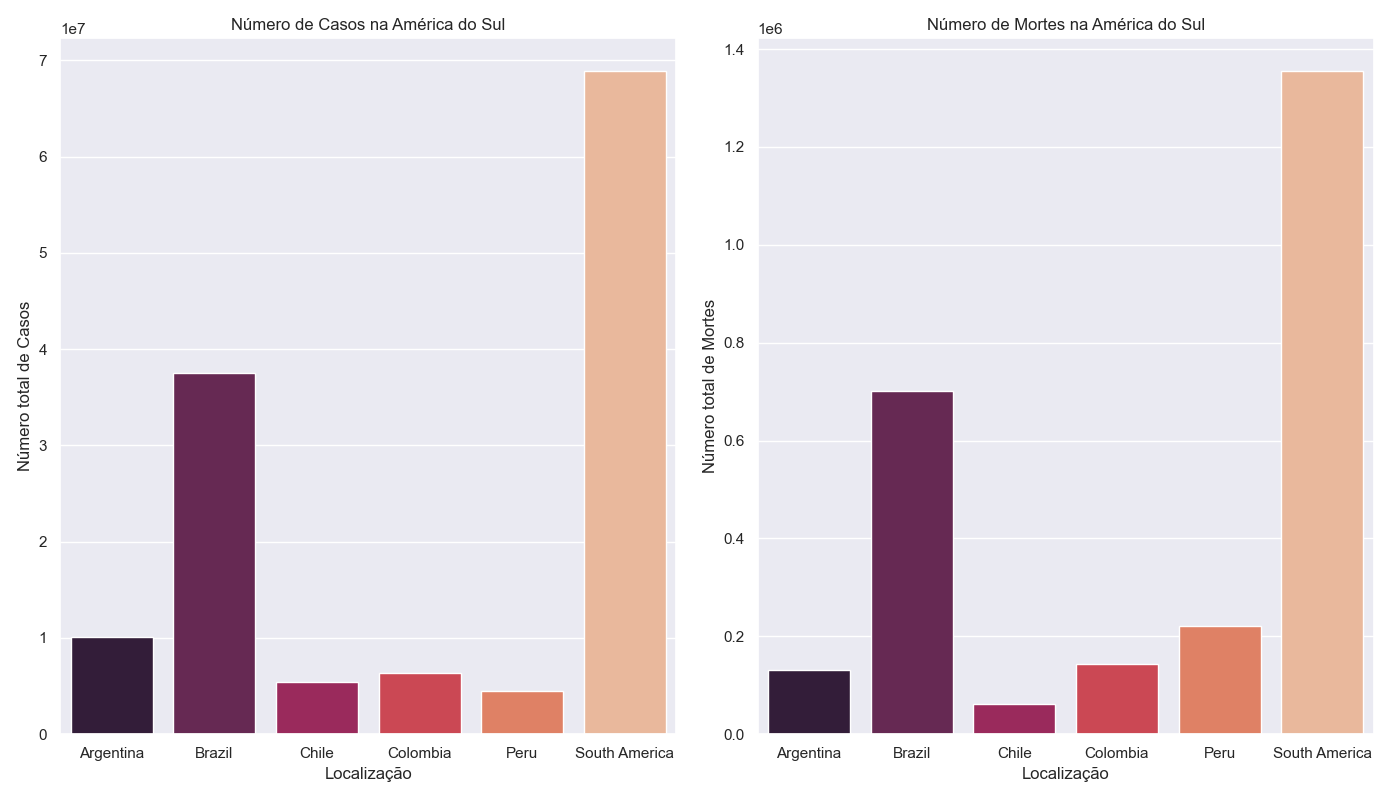 Número de Casos na América do Sul
1e7
7
6
5
4
3
2
1
0
Número total de Casos
Argentina Brazil Chile Colombia Peru South America
Localização
Número de Mortes na América do Sul
1e6
1.4
1.2
1.0
0.8
0.6
0.4
0.2
0.0
Número total de Mortes
Argentina Brazil Chile Colombia Peru South America
Localização